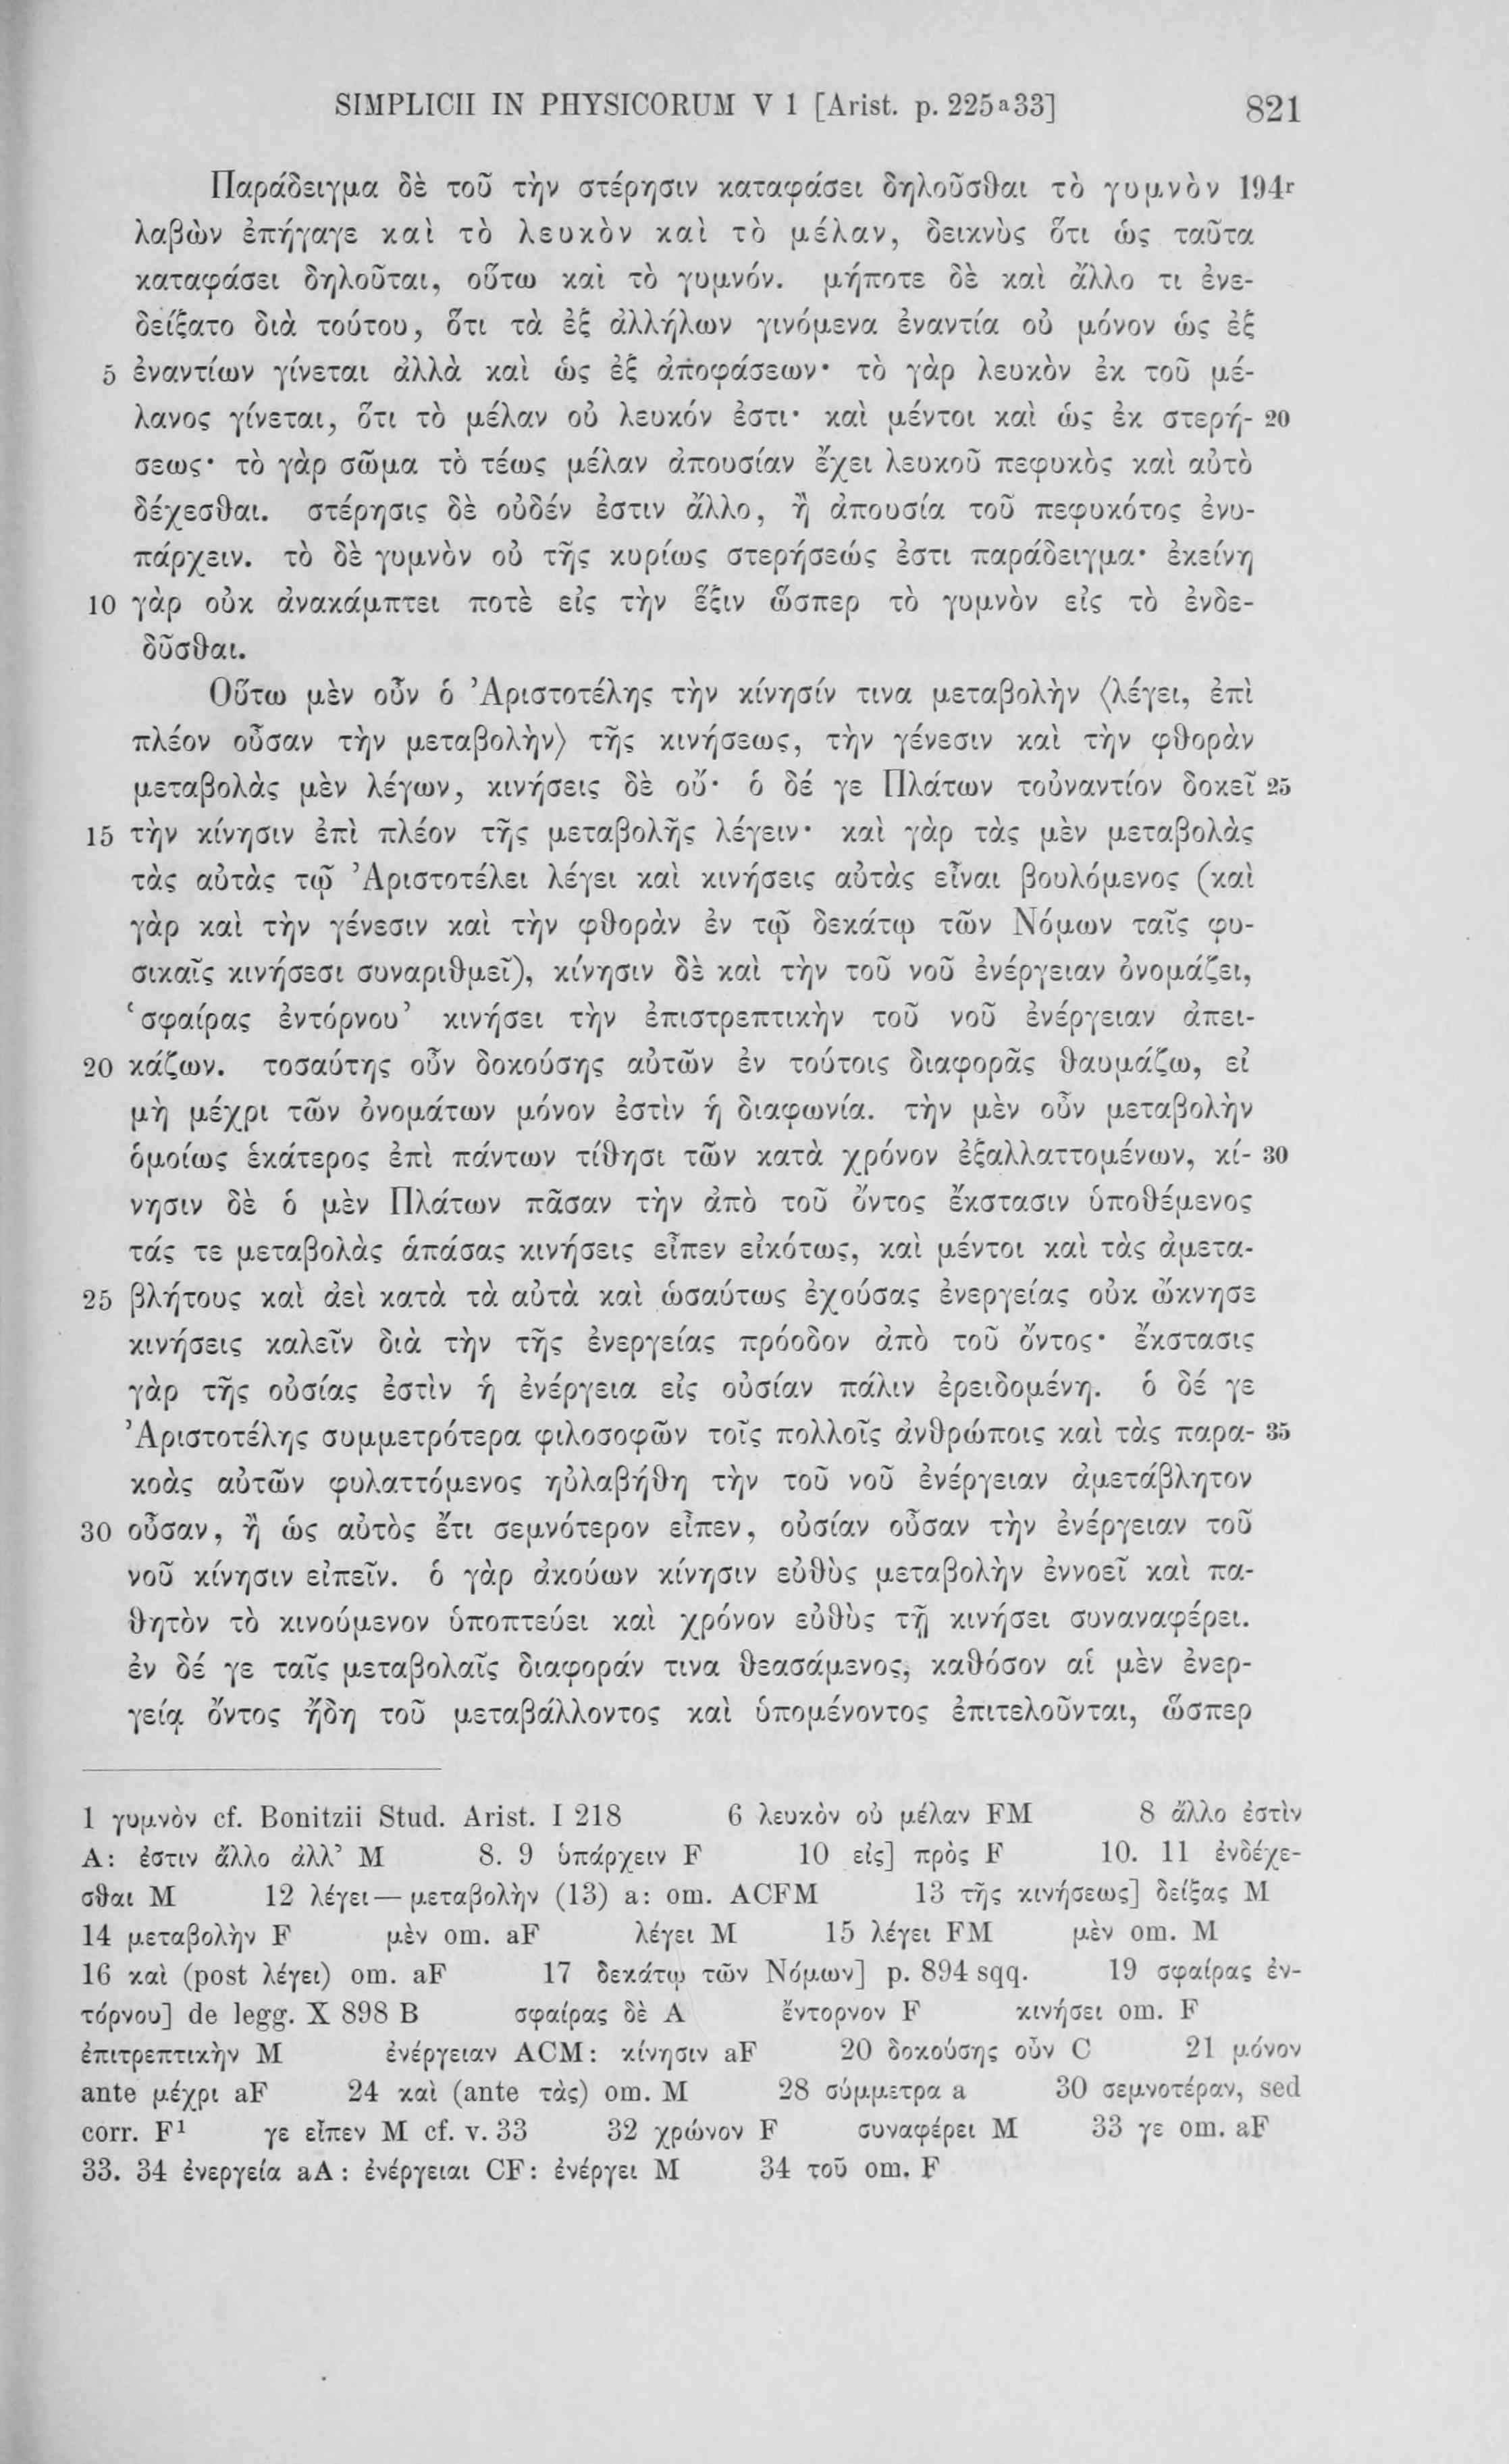 SIMPLICII IN PHYSICORUM V 1 [Arist. p. 225ᵃ33] 821
Παράδειγμα δὲ τοῦ τὴν στέρησιν καταφάσει δηλοῦσθαι τὸ γυμνὸν 194ʳ
λαβὼν ἐπήγαγε καὶ τὸ λευκὸν καὶ τὸ μέλαν, δεικνὺς ὅτι ὡς ταῦτα
καταφάσει δηλοῦται, οὕτω καὶ τὸ γυμνόν. μήποτε δὲ καὶ ἄλλο τι ἐνε-
δείξατο διὰ τούτου, ὅτι τὰ ἐξ ἀλλήλων γινόμενα ἐναντία οὐ μόνον ὡς ἐξ
5 ἐναντίων γίνεται ἀλλὰ καὶ ὡς ἐξ ἀποφάσεων· τὸ γὰρ λευκὸν ἐκ τοῦ μέ-
λανος γίνεται, ὅτι τὸ μέλαν οὐ λευκόν ἐστι· καὶ μέντοι καὶ ὡς ἐκ στερή- 20
σεως· τὸ γὰρ σῶμα τὸ τέως μέλαν ἀπουσίαν ἔχει λευκοῦ πεφυκὸς καὶ αὐτὸ
δέχεσθαι. στέρησις δὲ οὐδέν ἐστιν ἄλλο, ἢ ἀπουσία τοῦ πεφυκότος ἐνυ-
πάρχειν. τὸ δὲ γυμνὸν οὐ τῆς κυρίως στερήσεώς ἐστι παράδειγμα· ἐκείνη
10 γὰρ οὐκ ἀνακάμπτει ποτὲ εἰς τὴν ἕξιν ὥσπερ τὸ γυμνὸν εἰς τὸ ἐνδε-
δῦσθαι.
Οὕτω μὲν οὖν ὁ Ἀριστοτέλης τὴν κίνησίν τινα μεταβολὴν ⟨λέγει, ἐπὶ
πλέον οὖσαν τὴν μεταβολὴν⟩ τῆς κινήσεως, τὴν γένεσιν καὶ τὴν φθορὰν
μεταβολὰς μὲν λέγων, κινήσεις δὲ οὔ· ὁ δέ γε Πλάτων τοὐναντίον δοκεῖ 25
15 τὴν κίνησιν ἐπὶ πλέον τῆς μεταβολῆς λέγειν· καὶ γὰρ τὰς μὲν μεταβολὰς
τὰς αὐτὰς τῷ Ἀριστοτέλει λέγει καὶ κινήσεις αὐτὰς εἶναι βουλόμενος (καὶ
γὰρ καὶ τὴν γένεσιν καὶ τὴν φθορὰν ἐν τῷ δεκάτῳ τῶν Νόμων ταῖς φυ-
σικαῖς κινήσεσι συναριθμεῖ), κίνησιν δὲ καὶ τὴν τοῦ νοῦ ἐνέργειαν ὀνομάζει,
‘σφαίρας ἐντόρνου’ κινήσει τὴν ἐπιστρεπτικὴν τοῦ νοῦ ἐνέργειαν ἀπει-
20 κάζων. τοσαύτης οὖν δοκούσης αὐτῶν ἐν τούτοις διαφορᾶς θαυμάζω, εἰ
μὴ μέχρι τῶν ὀνομάτων μόνον ἐστὶν ἡ διαφωνία. τὴν μὲν οὖν μεταβολὴν
ὁμοίως ἑκάτερος ἐπὶ πάντων τίθησι τῶν κατὰ χρόνον ἐξαλλαττομένων, κί- 30
νησιν δὲ ὁ μὲν Πλάτων πᾶσαν τὴν ἀπὸ τοῦ ὄντος ἔκστασιν ὑποθέμενος
τάς τε μεταβολὰς ἁπάσας κινήσεις εἶπεν εἰκότως, καὶ μέντοι καὶ τὰς ἀμετα-
25 βλήτους καὶ ἀεὶ κατὰ τὰ αὐτὰ καὶ ὡσαύτως ἐχούσας ἐνεργείας οὐκ ὤκνησε
κινήσεις καλεῖν διὰ τὴν τῆς ἐνεργείας πρόοδον ἀπὸ τοῦ ὄντος· ἔκστασις
γὰρ τῆς οὐσίας ἐστὶν ἡ ἐνέργεια εἰς οὐσίαν πάλιν ἐρειδομένη. ὁ δέ γε
Ἀριστοτέλης συμμετρότερα φιλοσοφῶν τοῖς πολλοῖς ἀνθρώποις καὶ τὰς παρα- 35
κοὰς αὐτῶν φυλαττόμενος ηὐλαβήθη τὴν τοῦ νοῦ ἐνέργειαν ἀμετάβλητον
30 οὖσαν, ἢ ὡς αὐτὸς ἔτι σεμνότερον εἶπεν, οὐσίαν οὖσαν τὴν ἐνέργειαν τοῦ
νοῦ κίνησιν εἰπεῖν. ὁ γὰρ ἀκούων κίνησιν εὐθὺς μεταβολὴν ἐννοεῖ καὶ πα-
θητὸν τὸ κινούμενον ὑποπτεύει καὶ χρόνον εὐθὺς τῇ κινήσει συναναφέρει.
ἐν δέ γε ταῖς μεταβολαῖς διαφοράν τινα θεασάμενος, καθόσον αἱ μὲν ἐνερ-
γείᾳ ὄντος ἤδη τοῦ μεταβάλλοντος καὶ ὑπομένοντος ἐπιτελοῦνται, ὥσπερ
1 γυμνὸν cf. Bonitzii Stud. Arist. I 218 6 λευκὸν οὐ μέλαν FM 8 ἄλλο ἐστὶν
A: ἐστιν ἄλλο ἀλλ’ M 8. 9 ὑπάρχειν F 10 εἰς] πρὸς F 10. 11 ἐνδέχε-
σθαι M 12 λέγει — μεταβολὴν (13) a: om. ACFM 13 τῆς κινήσεως] δείξας M
14 μεταβολὴν F μὲν om. aF λέγει M 15 λέγει FM μὲν om. M
16 καὶ (post λέγει) om. aF 17 δεκάτῳ τῶν Νόμων] p. 894 sqq. 19 σφαίρας ἐν-
τόρνου] de legg. X 898 B σφαίρας δὲ A ἔντορνον F κινήσει om. F
ἐπιτρεπτικὴν M ἐνέργειαν ACM: κίνησιν aF 20 δοκούσης οὖν C 21 μόνον
ante μέχρι aF 24 καὶ (ante τὰς) om. M 28 σύμμετρα a 30 σεμνοτέραν, sed
corr. F¹ γε εἶπεν M cf. v. 33 32 χρώνον F συναφέρει M 33 γε om. aF
33. 34 ἐνεργεία aA: ἐνέργειαι CF: ἐνέργει M 34 τοῦ om. F